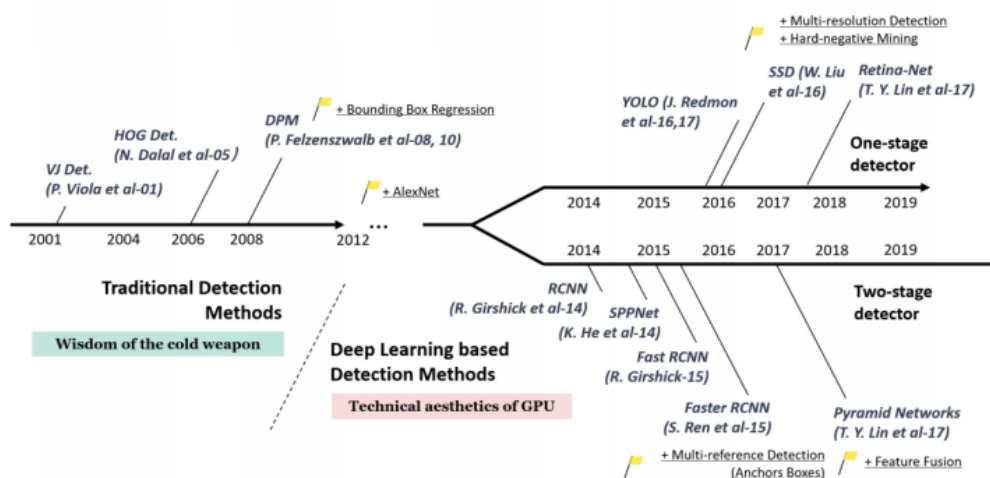 + Multi-resolution Detection
+ Hard-negative Mining
SSD (W. Liu
et al-16)
Retina-Net
(T. Y. Lin et al-17)
YOLO (J. Redmon
et al-16,17)
+ Bounding Box Regression
DPM
(P. Felzenszwalb et al-08, 10)
HOG Det.
(N. Dalal et al-05)
VJ Det.
(P. Viola et al-01)
+ AlexNet
One-stage
detector
2014 2015 2016 2017 2018 2019
2001 2004 2006 2008 2012 ...
2014 2015 2016 2017 2018 2019
Traditional Detection
Methods
Wisdom of the cold weapon
RCNN
(R. Girshick et al-14)
SPPNet
(K. He et al-14)
Two-stage
detector
Deep Learning based
Detection Methods
Technical aesthetics of GPU
Fast RCNN
(R. Girshick-15)
Faster RCNN
(S. Ren et al-15)
Pyramid Networks
(T. Y. Lin et al-17)
+ Multi-reference Detection
(Anchors Boxes)
+ Feature Fusion